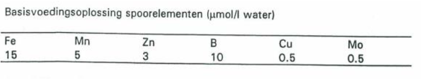 Basisvoedingsoplossing spoorelementen (μmol/l water)
Fe Mn Zn B Cu Mo
15 5 3 10 0.5 0.5